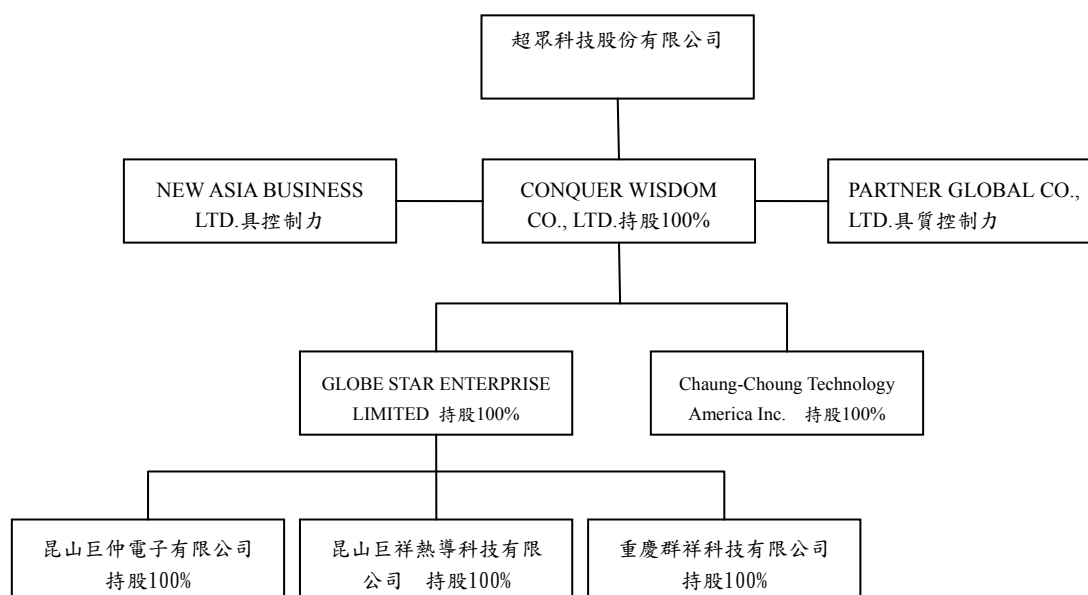 超眾科技股份有限公司
NEW ASIA BUSINESS
LTD.具控制力
CONQUER WISDOM
CO., LTD.持股100%
PARTNER GLOBAL CO.,
LTD.具質控制力
GLOBE STAR ENTERPRISE
LIMITED 持股100%
Chaung-Choung Technology
America Inc. 持股100%
昆山巨仲電子有限公司
持股100%
昆山巨祥熱導科技有限
公司 持股100%
重慶群祥科技有限公司
持股100%